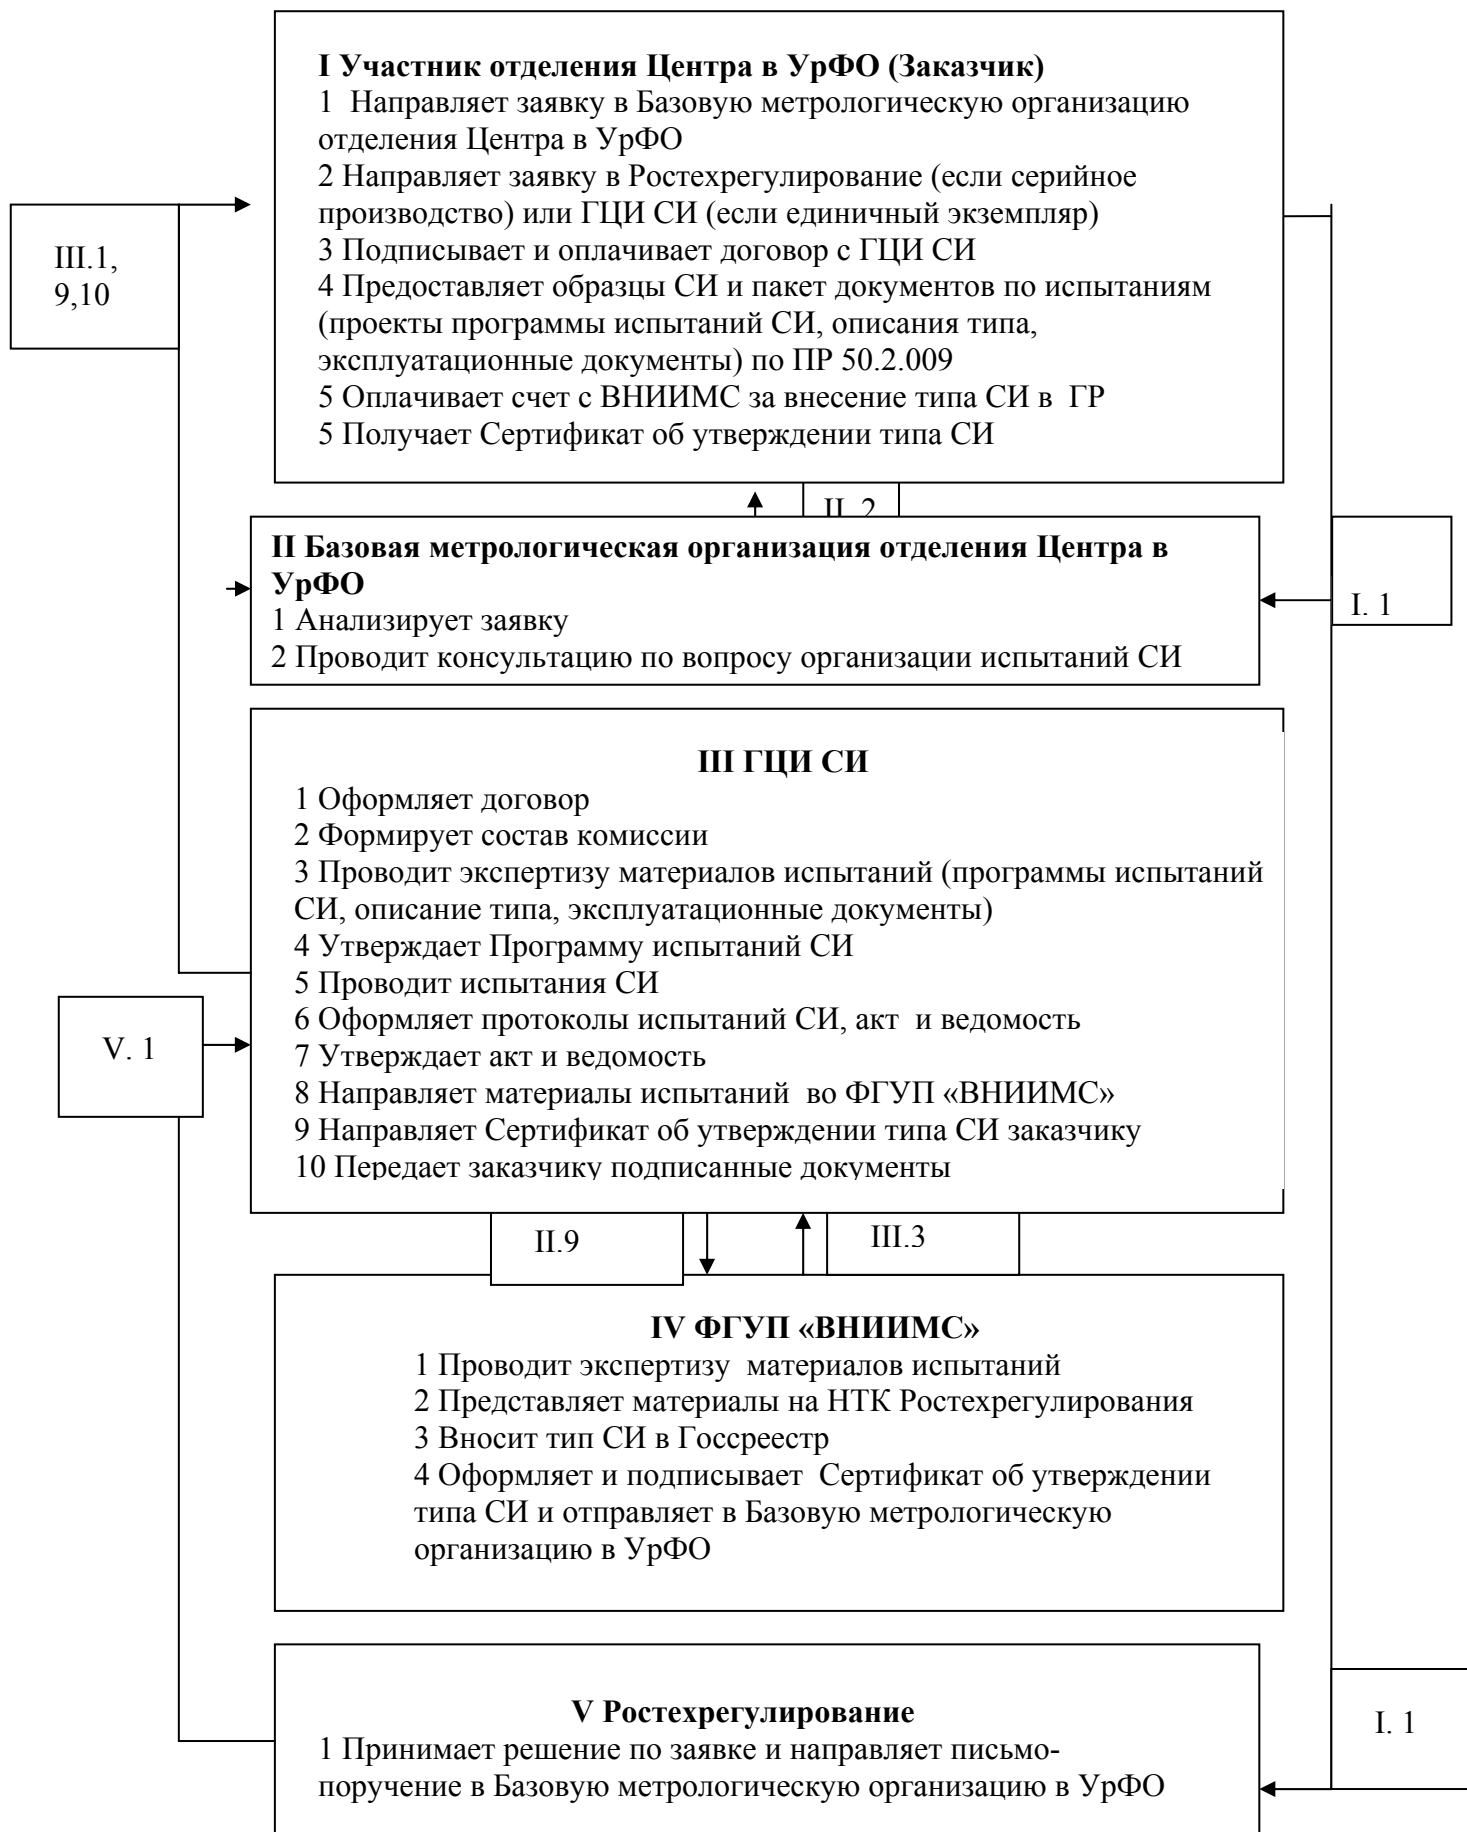 I Участник отделения Центра в УрФО (Заказчик)
1 Направляет заявку в Базовую метрологическую организацию
отделения Центра в УрФО
2 Направляет заявку в Ростехрегулирование (если серийное
производство) или ГЦИ СИ (если единичный экземпляр)
3 Подписывает и оплачивает договор с ГЦИ СИ
4 Предоставляет образцы СИ и пакет документов по испытаниям
(проекты программы испытаний СИ, описания типа,
эксплуатационные документы) по ПР 50.2.009
5 Оплачивает счет с ВНИИМС за внесение типа СИ в ГР
5 Получает Сертификат об утверждении типа СИ
III.1,
9,10
II. 2
II Базовая метрологическая организация отделения Центра в
УрФО
1 Анализирует заявку
2 Проводит консультацию по вопросу организации испытаний СИ
I. 1
III ГЦИ СИ
1 Оформляет договор
2 Формирует состав комиссии
3 Проводит экспертизу материалов испытаний (программы испытаний
СИ, описание типа, эксплуатационные документы)
4 Утверждает Программу испытаний СИ
5 Проводит испытания СИ
6 Оформляет протоколы испытаний СИ, акт и ведомость
7 Утверждает акт и ведомость
8 Направляет материалы испытаний во ФГУП «ВНИИМС»
9 Направляет Сертификат об утверждении типа СИ заказчику
10 Передает заказчику подписанные документы
V. 1
II.9
III.3
IV ФГУП «ВНИИМС»
1 Проводит экспертизу материалов испытаний
2 Представляет материалы на НТК Ростехрегулирования
3 Вносит тип СИ в Госсреестр
4 Оформляет и подписывает Сертификат об утверждении
типа СИ и отправляет в Базовую метрологическую
организацию в УрФО
V Ростехрегулирование
1 Принимает решение по заявке и направляет письмо-
поручение в Базовую метрологическую организацию в УрФО
I. 1